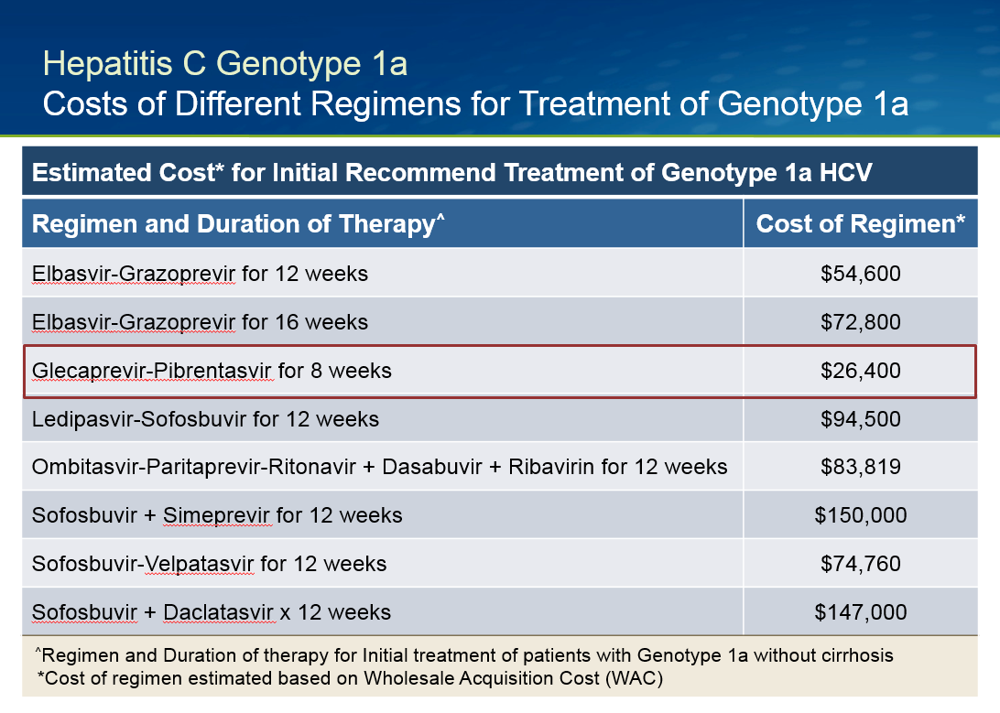 Hepatitis C Genotype 1a
Costs of Different Regimens for Treatment of Genotype 1a
Estimated Cost* for Initial Recommend Treatment of Genotype 1a HCV
Regimen and Duration of Therapy^ Cost of Regimen*
Elbasvir-Grazoprevir for 12 weeks $54,600
Elbasvir-Grazoprevir for 16 weeks $72,800
Glecaprevir-Pibrentasvir for 8 weeks $26,400
Ledipasvir-Sofosbuvir for 12 weeks $94,500
Ombitasvir-Paritaprevir-Ritonavir + Dasabuvir + Ribavirin for 12 weeks $83,819
Sofosbuvir + Simeprevir for 12 weeks $150,000
Sofosbuvir-Velpatasvir for 12 weeks $74,760
Sofosbuvir + Daclatasvir x 12 weeks $147,000
^Regimen and Duration of therapy for Initial treatment of patients with Genotype 1a without cirrhosis
*Cost of regimen estimated based on Wholesale Acquisition Cost (WAC)